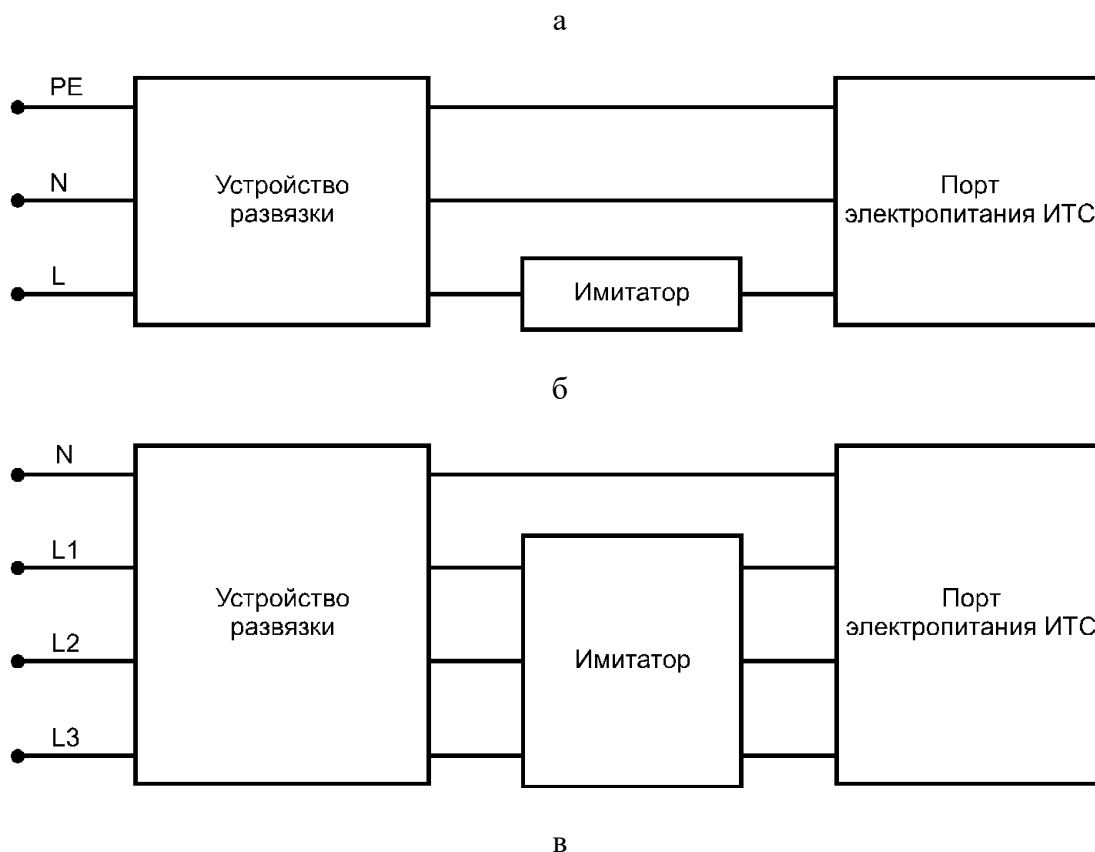 а
PE
N
L
Устройство
развязки
Имитатор
Порт
электропитания ИТС
б
N
L1
L2
L3
Устройство
развязки
Имитатор
Порт
электропитания ИТС
в